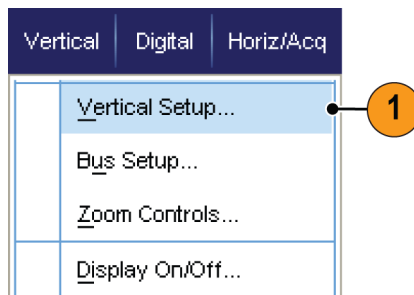 Vertical Digital Horiz/Acq
Vertical Setup...
1
Bus Setup...
Zoom Controls...
Display On/Off...